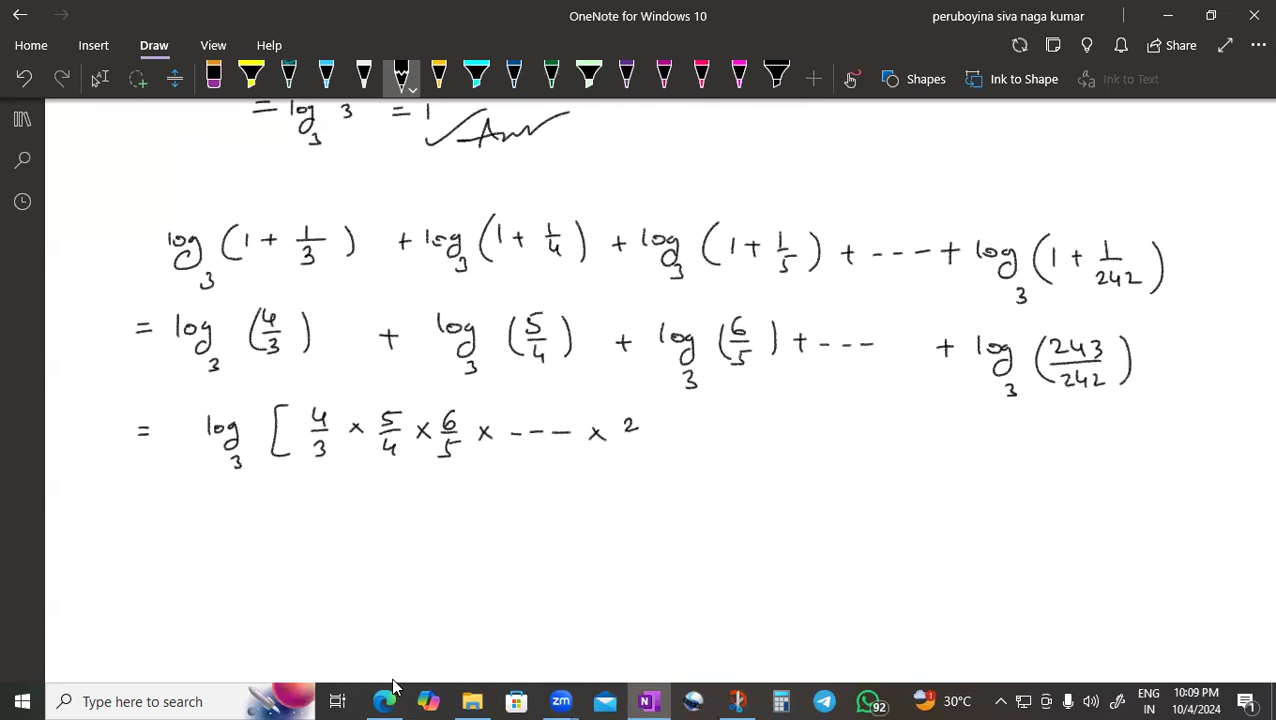 OneNote for Windows 10
peruboyina siva naga kumar
Home Insert Draw View Help
Share
Shapes Ink to Shape Ink to Text
= log₃ 3 = 1 Ans
log₃ (1 + 1/3) + log₃ (1 + 1/4) + log₃ (1 + 1/5) + ---- + log₃ (1 + 1/242)
= log₃ (4/3) + log₃ (5/4) + log₃ (6/5) + --- + log₃ (243/242)
= log₃ [ 4/3 × 5/4 × 6/5 × ---- × 2
Type here to search
92
30°C
ENG
IN
10:09 PM
10/4/2024
1